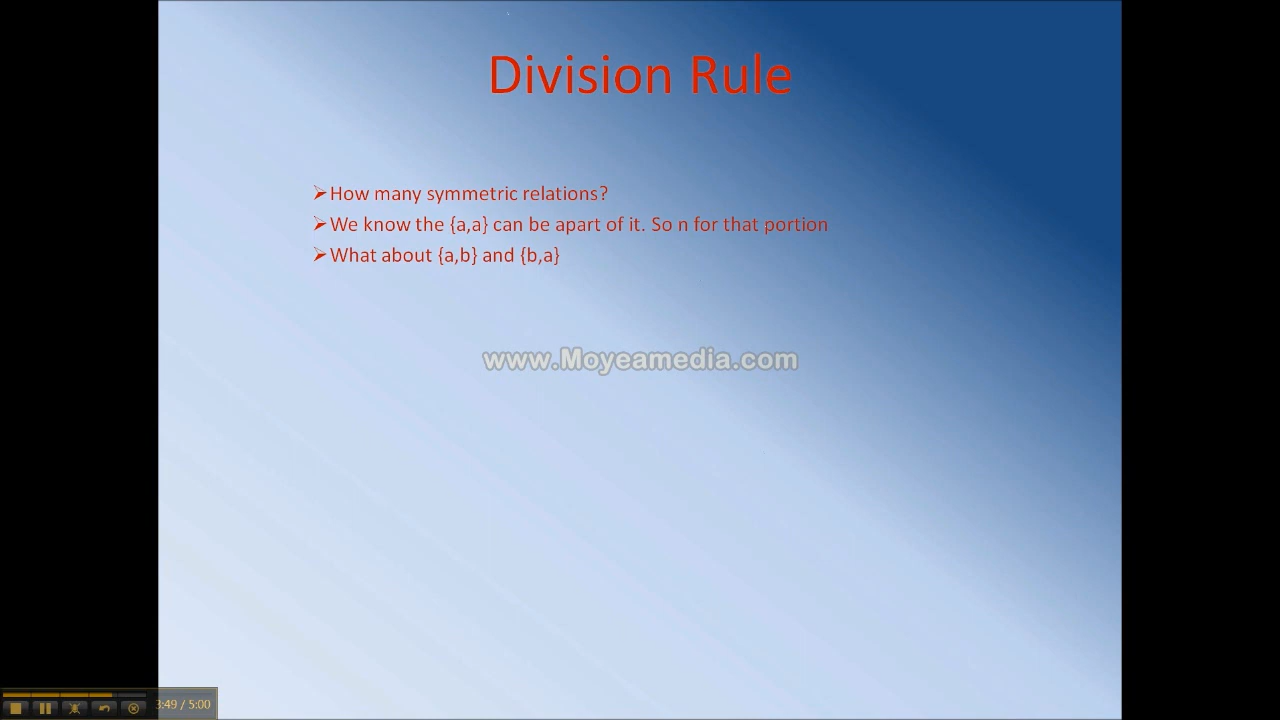 Division Rule
How many symmetric relations?
We know the {a,a} can be apart of it. So n for that portion
What about {a,b} and {b,a}
www.Moyeamedia.com
3:49 / 5:00